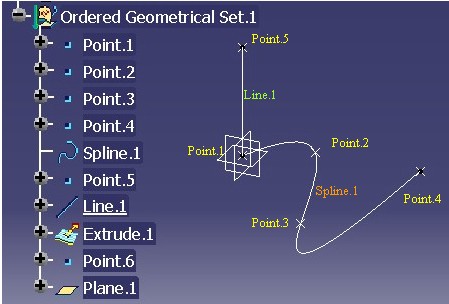 Ordered Geometrical Set.1
Point.1
Point.2
Point.3
Point.4
Spline.1
Point.5
Line.1
Extrude.1
Point.6
Plane.1
Point.5
Line.1
Point.1
Point.2
Spline.1
Point.4
Point.3